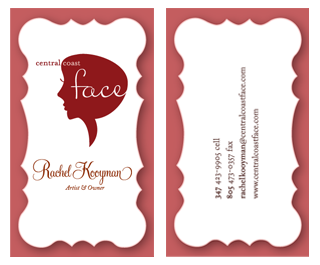 central coast
face
Rachel Kooyman
Artist & Owner
347 423-9905 cell
805 473-0357 fax
rachelkooyman@centralcoastface.com
www.centralcoastface.com